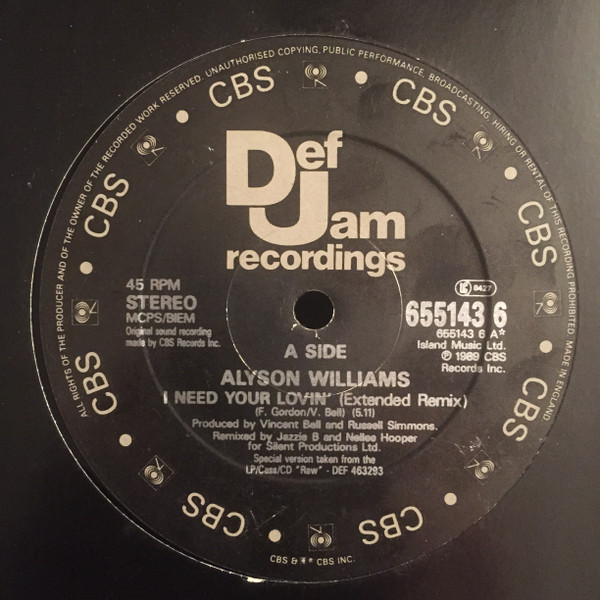 ALL RIGHTS OF THE PRODUCER AND OF THE OWNER OF THE RECORDED WORK RESERVED. UNAUTHORISED COPYING, PUBLIC PERFORMANCE, BROADCASTING, HIRING OR RENTAL OF THIS RECORDING PROHIBITED. MADE IN ENGLAND
CBS
CBS
CBS
CBS
CBS
CBS
CBS
CBS
Def
Jam
recordings
45 RPM
STEREO
MCPS/BIEM
Original sound recording
made by CBS Records Inc.
8427
655143 6
655143 6 A*
Island Music Ltd.
℗ 1989 CBS
Records Inc.
A SIDE
ALYSON WILLIAMS
I NEED YOUR LOVIN' (Extended Remix)
(F. Gordon/V. Bell) (5.11)
Produced by Vincent Bell and Russell Simmons.
Remixed by Jazzie B and Nellee Hooper
for Silent Productions Ltd.
Special version taken from the
LP/Cass/CD "Raw" - DEF 463293
CBS & * CBS INC.